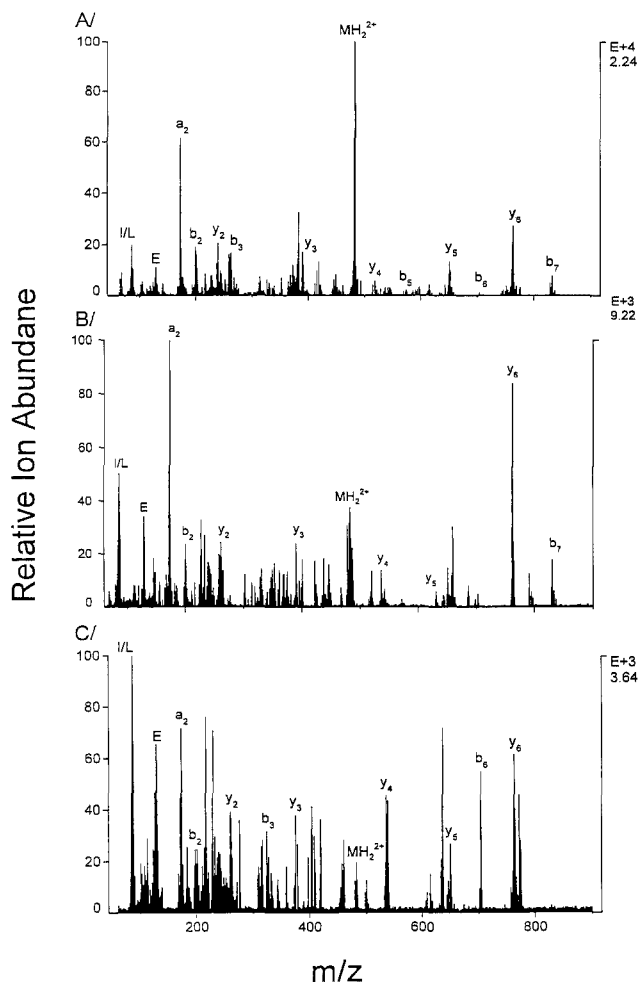 A/
MH₂²⁺
E+4
2.24
100
80
60
40
20
0
a₂
I/L
E
b₂
y₂
b₃
y₃
y₄
b₅
y₅
b₆
y₆
b₇
B/
a₂
E+3
9.22
100
80
60
40
20
0
I/L
E
b₂
y₂
y₃
MH₂²⁺
y₄
y₅
y₆
b₇
C/
I/L
E+3
3.64
100
80
60
40
20
0
E
a₂
b₂
y₂
b₃
y₃
MH₂²⁺
y₄
y₅
b₆
y₆
200
400
600
800
m/z
Relative Ion Abundane